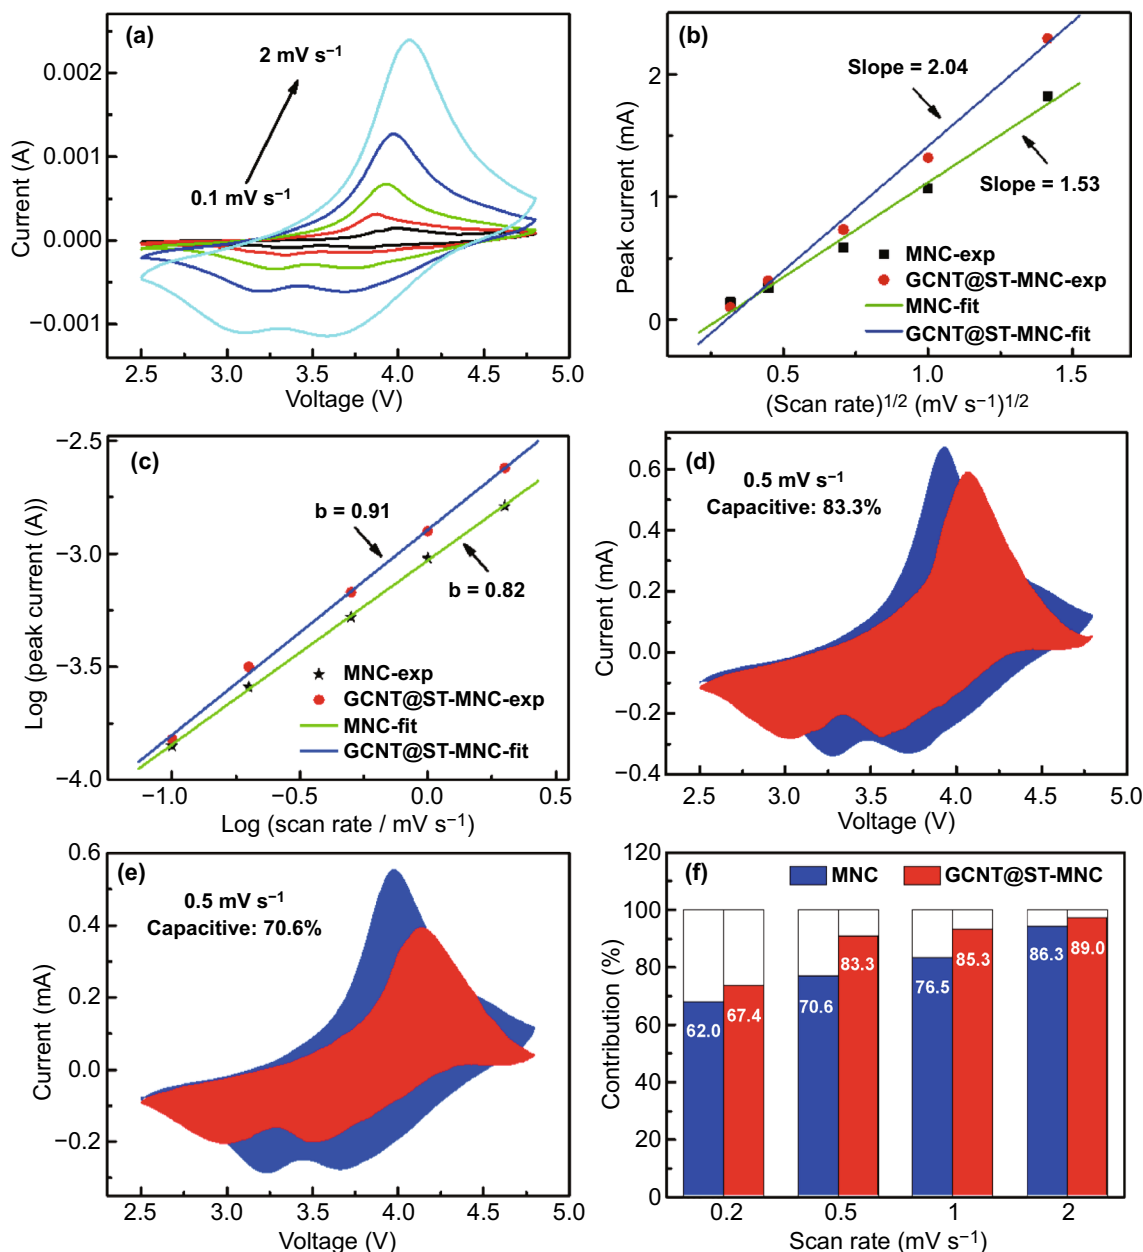 (a)
2 mV s⁻¹
0.1 mV s⁻¹
0.002
0.001
0.000
−0.001
Current (A)
2.5 3.0 3.5 4.0 4.5 5.0
Voltage (V)
(b)
Slope = 2.04
Slope = 1.53
MNC-exp
GCNT@ST-MNC-exp
MNC-fit
GCNT@ST-MNC-fit
2
1
0
Peak current (mA)
0.5 1.0 1.5
(Scan rate)¹/² (mV s⁻¹)¹/²
(c)
b = 0.91
b = 0.82
MNC-exp
GCNT@ST-MNC-exp
MNC-fit
GCNT@ST-MNC-fit
−2.5
−3.0
−3.5
−4.0
Log (peak current (A))
−1.0 −0.5 0.0 0.5
Log (scan rate / mV s⁻¹)
(d)
0.5 mV s⁻¹
Capacitive: 83.3%
0.6
0.4
0.2
0.0
−0.2
−0.4
Current (mA)
2.5 3.0 3.5 4.0 4.5 5.0
Voltage (V)
(e)
0.5 mV s⁻¹
Capacitive: 70.6%
0.6
0.4
0.2
0.0
−0.2
Current (mA)
2.5 3.0 3.5 4.0 4.5 5.0
Voltage (V)
(f)
MNC GCNT@ST-MNC
120
100
80
60
40
20
0
Contribution (%)
62.0 67.4 70.6 83.3 76.5 85.3 86.3 89.0
0.2 0.5 1 2
Scan rate (mV s⁻¹)